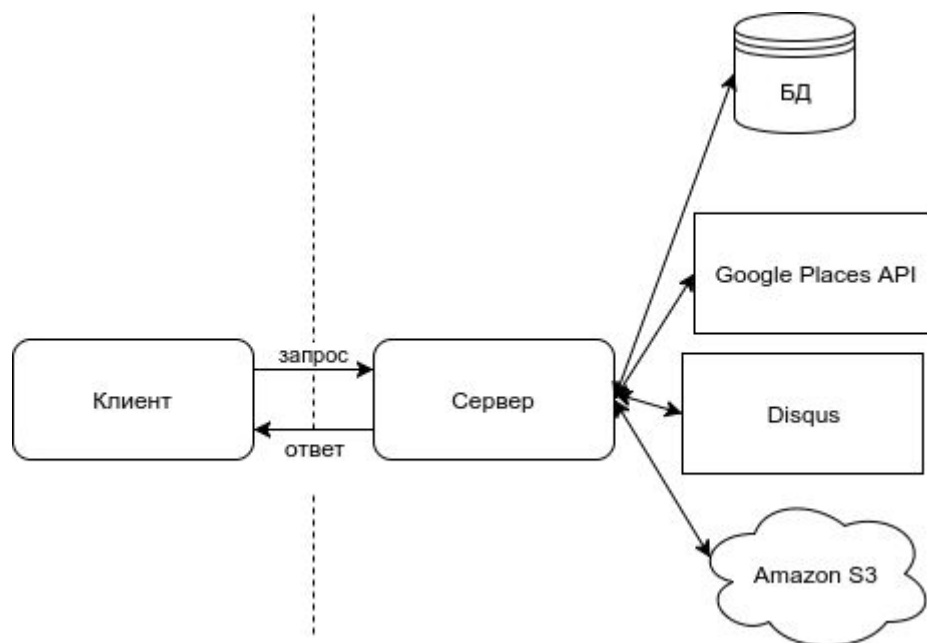 БД
Google Places API
запрос
Клиент
Сервер
ответ
Disqus
Amazon S3